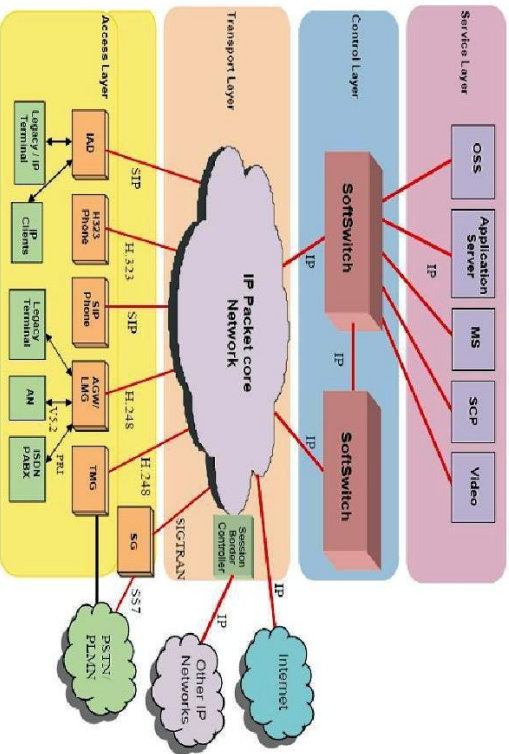 Service Layer
OSS
Application
Server
MS
SCP
Video
IP
Control Layer
SoftSwitch
IP
SoftSwitch
IP
IP
Transport Layer
IP Packet core
Network
Session
Border
Controller
IP
Internet
IP
Other IP
Networks
SIP
H.323
SIP
H.248
H.248
SIGTRAN
Access Layer
IAD
H323
Phone
SIP
Phone
AGW/
LMG
TMG
SG
SS7
PSTN/
PLMN
V5.2
PRI
Legacy / IP
Terminal
IP
Clients
Legacy
Terminal
AN
ISDN
PABX